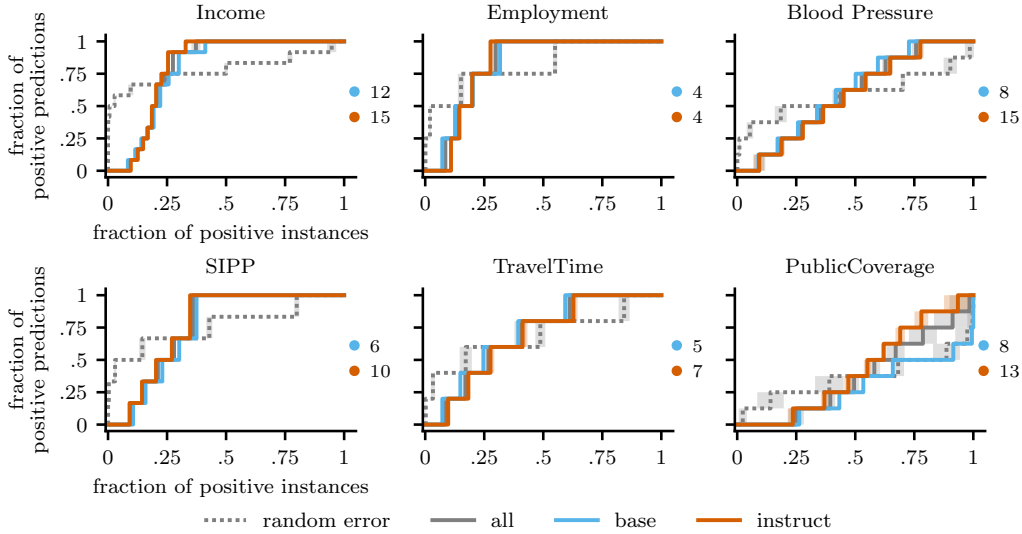 Income
Employment
Blood Pressure
fraction of
positive predictions
1
.75
.5
.25
0
12
15
4
4
8
15
0 .25 .5 .75 1
0 .25 .5 .75 1
0 .25 .5 .75 1
fraction of positive instances
SIPP
TravelTime
PublicCoverage
fraction of
positive predictions
1
.75
.5
.25
0
6
10
5
7
8
13
0 .25 .5 .75 1
0 .25 .5 .75 1
0 .25 .5 .75 1
fraction of positive instances
random error
all
base
instruct